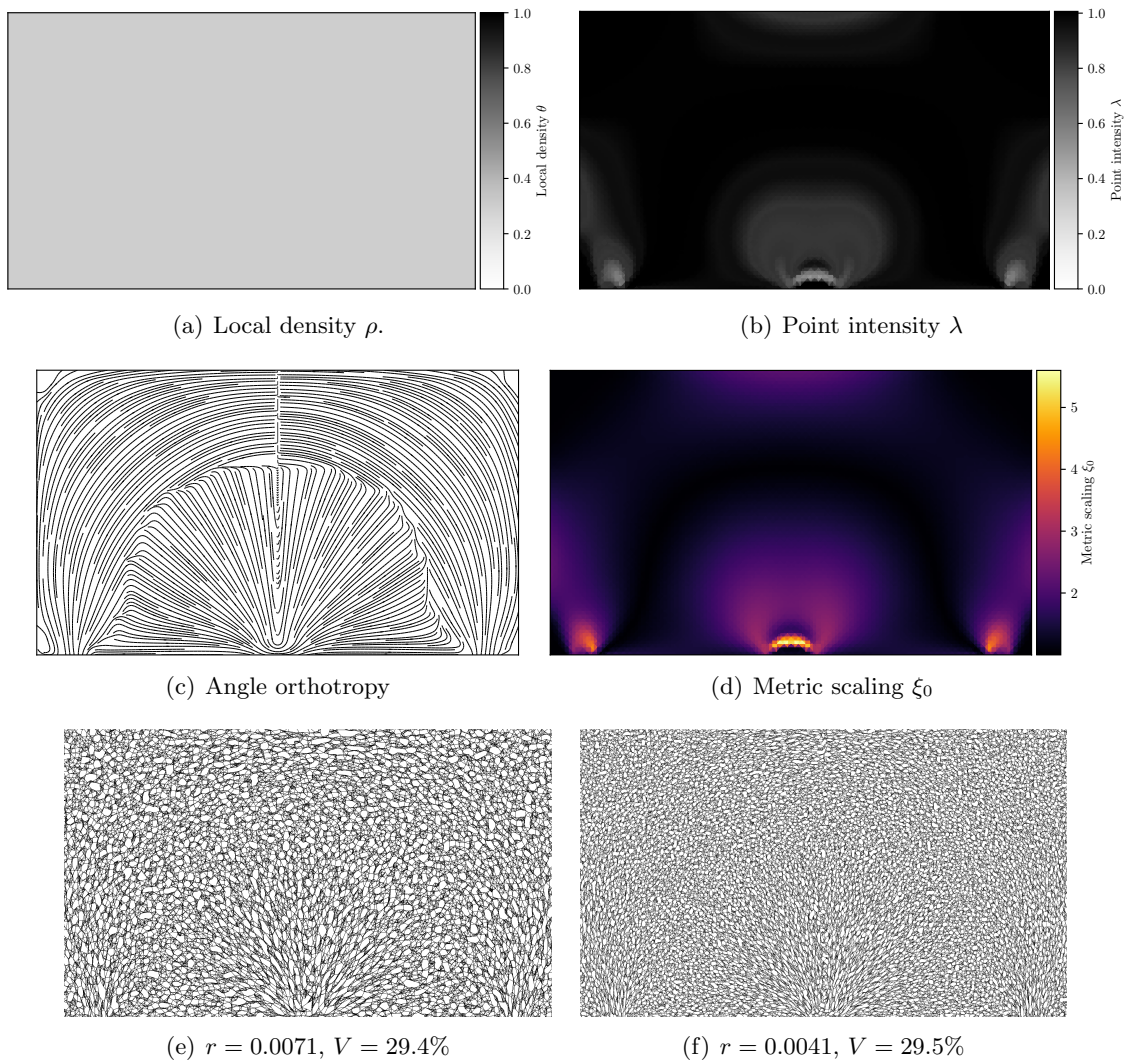 1.0
0.8
0.6
0.4
0.2
0.0
Local density θ
1.0
0.8
0.6
0.4
0.2
0.0
Point intensity λ
(a) Local density ρ.
(b) Point intensity λ
5
4
3
2
Metric scaling ξ₀
(c) Angle orthotropy
(d) Metric scaling ξ₀
(e) r = 0.0071, V = 29.4%
(f) r = 0.0041, V = 29.5%